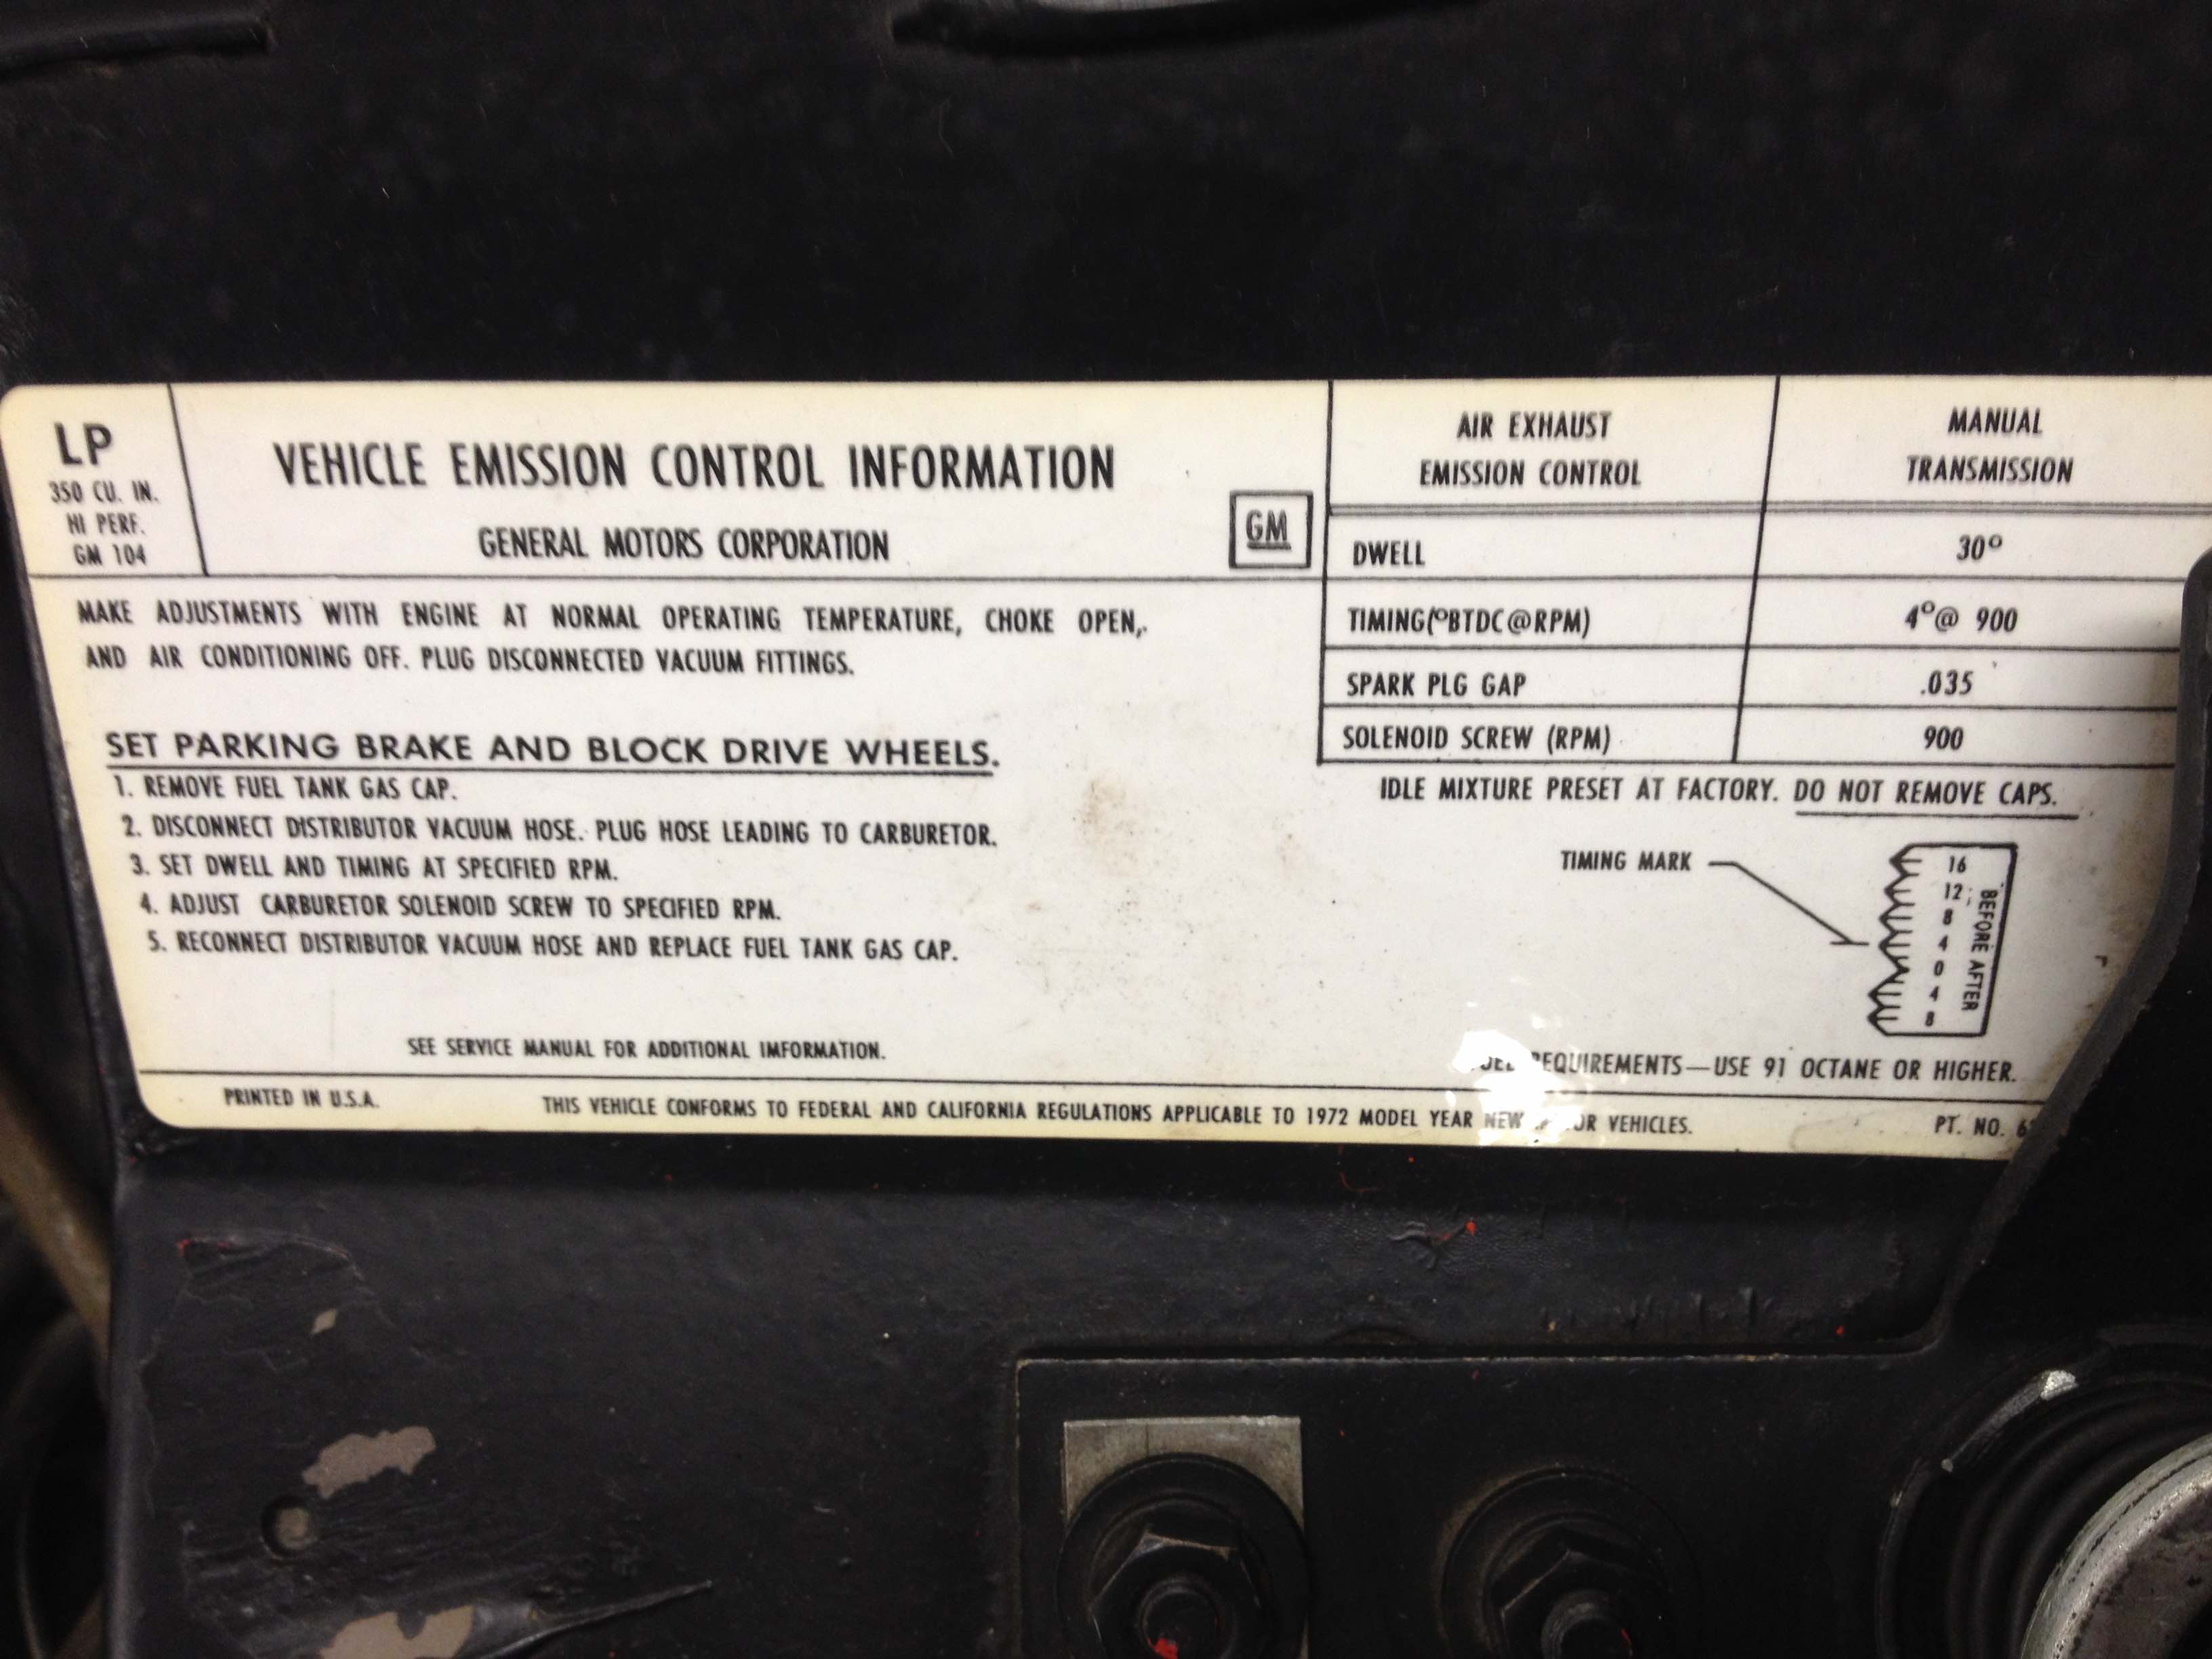 LP
350 CU. IN.
HI PERF.
GM 104
VEHICLE EMISSION CONTROL INFORMATION
GENERAL MOTORS CORPORATION
GM
MAKE ADJUSTMENTS WITH ENGINE AT NORMAL OPERATING TEMPERATURE, CHOKE OPEN,
AND AIR CONDITIONING OFF. PLUG DISCONNECTED VACUUM FITTINGS.
SET PARKING BRAKE AND BLOCK DRIVE WHEELS.
1. REMOVE FUEL TANK GAS CAP.
2. DISCONNECT DISTRIBUTOR VACUUM HOSE. PLUG HOSE LEADING TO CARBURETOR.
3. SET DWELL AND TIMING AT SPECIFIED RPM.
4. ADJUST CARBURETOR SOLENOID SCREW TO SPECIFIED RPM.
5. RECONNECT DISTRIBUTOR VACUUM HOSE AND REPLACE FUEL TANK GAS CAP.
SEE SERVICE MANUAL FOR ADDITIONAL IMFORMATION.
AIR EXHAUST
EMISSION CONTROL
MANUAL
TRANSMISSION
DWELL 30°
TIMING(°BTDC@RPM) 4°@ 900
SPARK PLG GAP .035
SOLENOID SCREW (RPM) 900
IDLE MIXTURE PRESET AT FACTORY. DO NOT REMOVE CAPS.
TIMING MARK
16
12
8
4
0
4
8
BEFORE AFTER
REQUIREMENTS—USE 91 OCTANE OR HIGHER.
PRINTED IN U.S.A.
THIS VEHICLE CONFORMS TO FEDERAL AND CALIFORNIA REGULATIONS APPLICABLE TO 1972 MODEL YEAR NEW VEHICLES.
PT. NO.